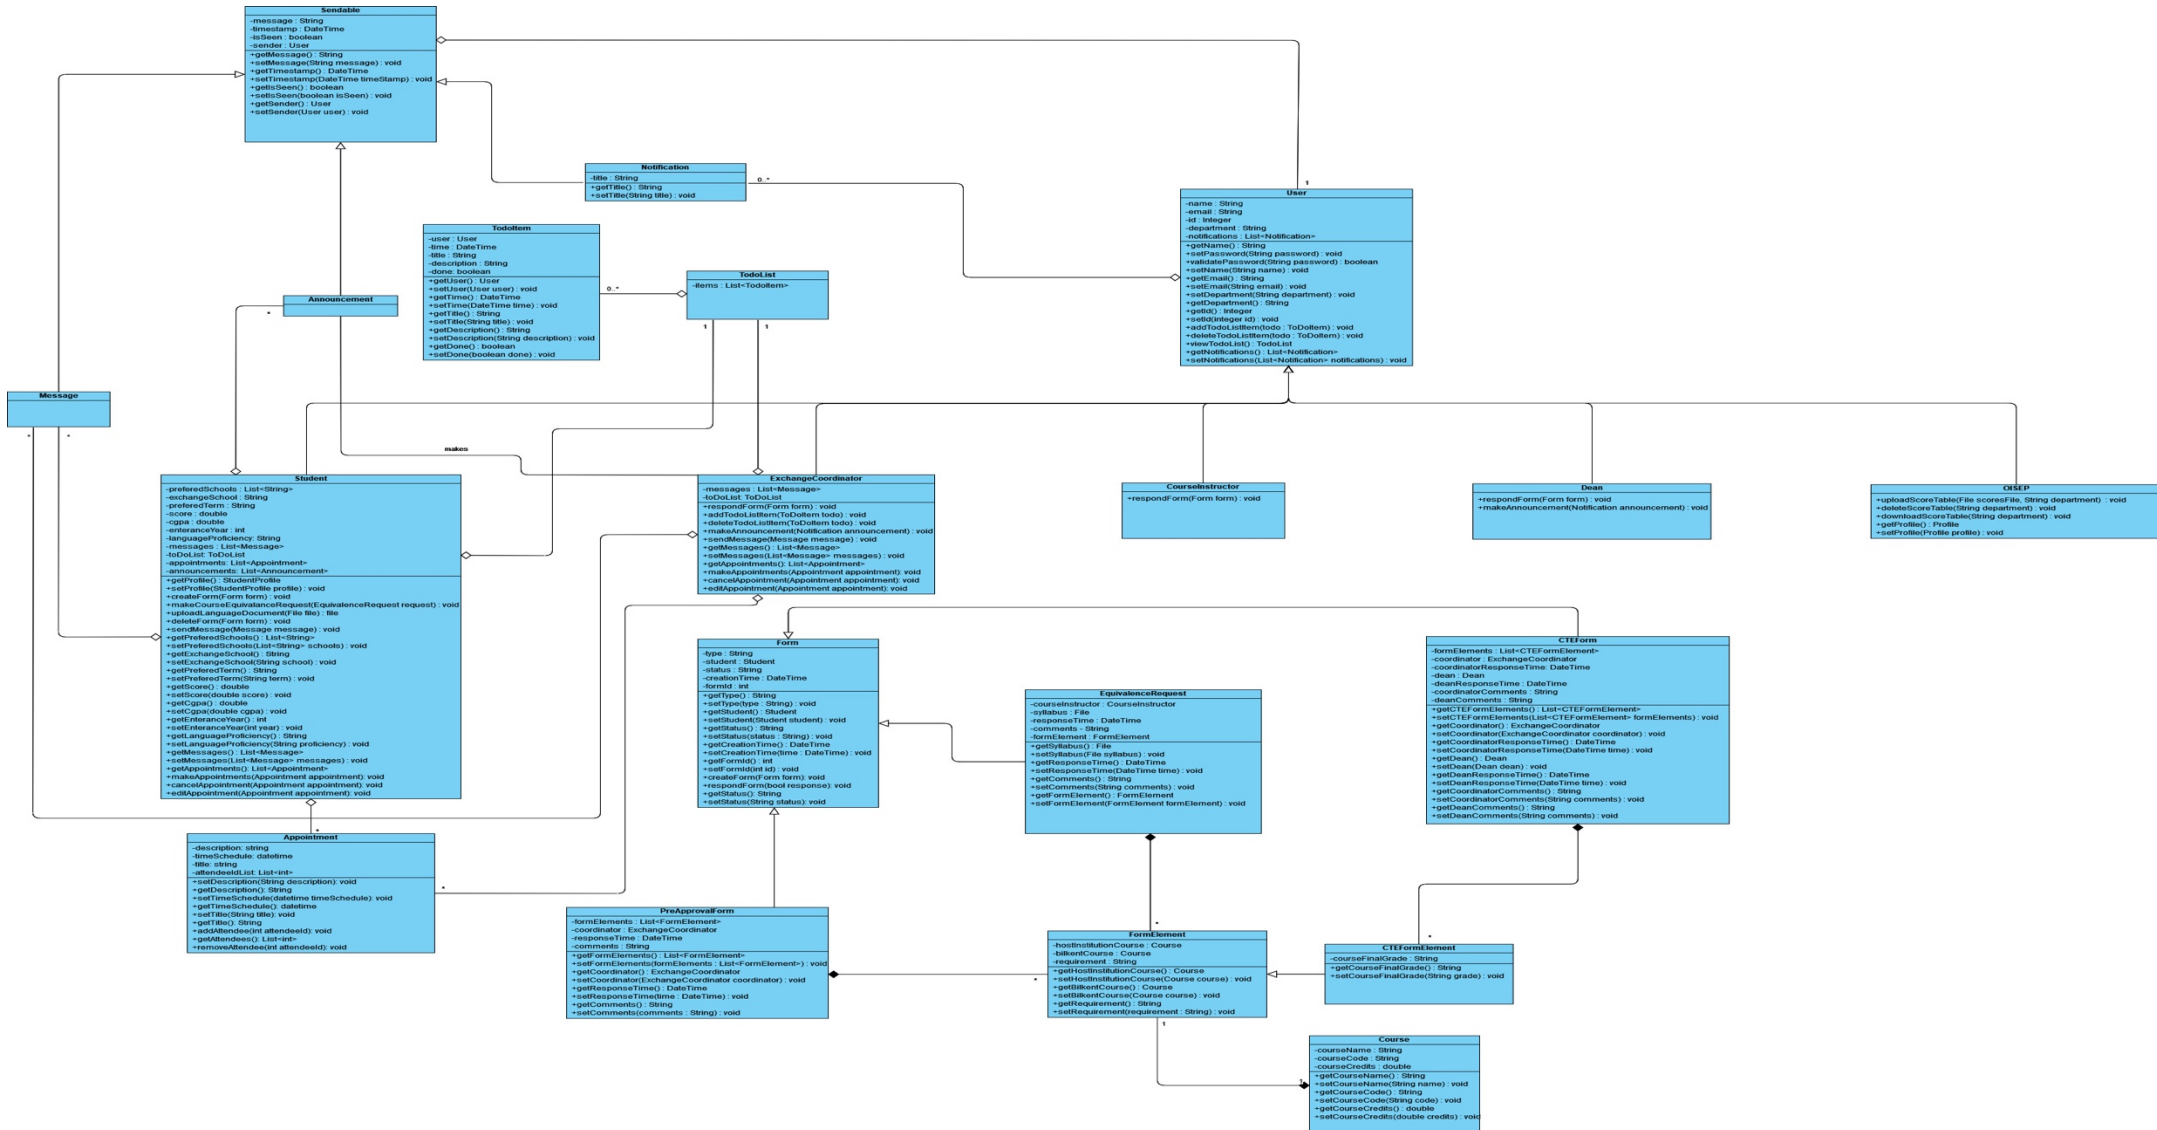 Sendable
-message : String
-timestamp : DateTime
-isSeen : boolean
-sender : User
+getMessage() : String
+setMessage(String message) : void
+getTimestamp() : DateTime
+setTimestamp(DateTime timeStamp) : void
+getIsSeen() : boolean
+setIsSeen(boolean isSeen) : void
+getSender() : User
+setSender(User user) : void
Notification
-title : String
+getTitle() : String
+setTitle(String title) : void
0..*
1
User
-name : String
-email : String
-id : Integer
-department : String
-notifications : List<Notification>
+getName() : String
+setPassword(String password) : void
+validatePassword(String password) : boolean
+setName(String name) : void
+getEmail() : String
+setEmail(String email) : void
+setDepartment(String department) : void
+getDepartment() : String
+getId() : Integer
+setId(integer id) : void
+addTodoListItem(todo : ToDoItem) : void
+deleteTodoListItem(todo : ToDoItem) : void
+viewTodoList() : TodoList
+getNotifications() : List<Notification>
+setNotifications(List<Notification> notifications) : void
TodoItem
-user : User
-time : DateTime
-title : String
-description : String
-done: boolean
+getUser() : User
+setUser(User user) : void
+getTime() : DateTime
+setTime(DateTime time) : void
+getTitle() : String
+setTitle(String title) : void
+getDescription() : String
+setDescription(String description) : void
+getDone() : boolean
+setDone(boolean done) : void
0..*
TodoList
-items : List<TodoItem>
1
1
Announcement
*
Message
*
*
makes
Student
-preferedSchools : List<String>
-exchangeSchool : String
-preferedTerm : String
-score : double
-cgpa : double
-enteranceYear : int
-languageProficiency: String
-messages : List<Message>
-toDoList: ToDoList
-appointments: List<Appointment>
-announcements: List<Announcement>
+getProfile() : StudentProfile
+setProfile(StudentProfile profile) : void
+createForm(Form form) : void
+makeCourseEquivalanceRequest(EquivalenceRequest request) : void
+uploadLanguageDocument(File file) : file
+deleteForm(Form form) : void
+sendMessage(Message message) : void
+getPreferedSchools() : List<String>
+setPreferedSchools(List<String> schools) : void
+getExchangeSchool() : String
+setExchangeSchool(String school) : void
+getPreferedTerm() : String
+setPreferedTerm(String term) : void
+getScore() : double
+setScore(double score) : void
+getCgpa() : double
+setCgpa(double cgpa) : void
+getEnteranceYear() : int
+setEnteranceYear(int year) : void
+getLanguageProficiency() : String
+setLanguageProficiency(String proficiency) : void
+getMessages() : List<Message>
+setMessages(List<Message> messages) : void
+getAppointments() : List<Appointment>
+makeAppointments(Appointment appointment) : void
+cancelAppointment(Appointment appointment) : void
+editAppointment(Appointment appointment) : void
ExchangeCoordinator
-messages : List<Message>
-toDoList: ToDoList
+respondForm(Form form) : void
+addTodoListItem(ToDoItem todo) : void
+deleteTodoListItem(ToDoItem todo) : void
+makeAnnouncement(Notification announcement) : void
+sendMessage(Message message) : void
+getMessages() : List<Message>
+setMessages(List<Message> messages) : void
+getAppointments(): List<Appointment>
+makeAppointments(Appointment appointment): void
+cancelAppointment(Appointment appointment): void
+editAppointment(Appointment appointment): void
CourseInstructor
+respondForm(Form form) : void
Dean
+respondForm(Form form) : void
+makeAnnouncement(Notification announcement) : void
OISEP
+uploadScoreTable(File scoresFile, String department) : void
+deleteScoreTable(String department) : void
+downloadScoreTable(String department) : void
+getProfile() : Profile
+setProfile(Profile profile) : void
Form
-type : String
-student : Student
-status : String
-creationTime : DateTime
-formId : int
+getType() : String
+setType(type : String) : void
+getStudent() : Student
+setStudent(Student student) : void
+getStatus() : String
+setStatus(status : String) : void
+getCreationTime() : DateTime
+setCreationTime(time : DateTime) : void
+getFormId() : int
+setFormId(int id) : void
+createForm(Form form): void
+respondForm(bool response): void
+getStatus(): String
+setStatus(String status): void
EquivalenceRequest
-courseInstructor : CourseInstructor
-syllabus : File
-responseTime : DateTime
-comments - String
-formElement : FormElement
+getSyllabus() : File
+setSyllabus(File syllabus) : void
+getResponseTime() : DateTime
+setResponseTime(DateTime time) : void
+getComments() : String
+setComments(String comments) : void
+getFormElement() : FormElement
+setFormElement(FormElement formElement) : void
CTEForm
-formElements : List<CTEFormElement>
-coordinator : ExchangeCoordinator
-coordinatorResponseTime: DateTime
-dean : Dean
-deanResponseTime : DateTime
-coordinatorComments : String
-deanComments : String
+getCTEFormElements() : List<CTEFormElement>
+setCTEFormElements(List<CTEFormElement> formElements) : void
+getCoordinator() : ExchangeCoordinator
+setCoordinator(ExchangeCoordinator coordinator) : void
+getCoordinatorResponseTime() : DateTime
+setCoordinatorResponseTime(DateTime time) : void
+getDean() : Dean
+setDean(Dean dean) : void
+getDeanResponseTime() : DateTime
+setDeanResponseTime(DateTime time) : void
+getCoordinatorComments() : String
+setCoordinatorComments(String comments) : void
+getDeanComments() : String
+setDeanComments(String comments) : void
*
Appointment
-description: string
-timeSchedule: datetime
-title: string
-attendeeIdList: List<int>
+setDescription(String description): void
+getDescription(): String
+setTimeSchedule(datetime timeSchedule): void
+getTimeSchedule(): datetime
+setTitle(String title): void
+getTitle(): String
+addAttendee(int attendeeId): void
+getAttendees(): List<int>
+removeAttendee(int attendeeId): void
*
PreApprovalForm
-formElements : List<FormElement>
-coordinator : ExchangeCoordinator
-responseTime : DateTime
-comments : String
+getFormElements() : List<FormElement>
+setFormElements(formElements : List<FormElement>) : void
+getCoordinator() : ExchangeCoordinator
+setCoordinator(ExchangeCoordinator coordinator) : void
+getResponseTime() : DateTime
+setResponseTime(time : DateTime) : void
+getComments() : String
+setComments(comments : String) : void
*
*
FormElement
-hostInstitutionCourse : Course
-bilkentCourse : Course
-requirement : String
+getHostInstitutionCourse() : Course
+setHostInstitutionCourse(Course course) : void
+getBilkentCourse() : Course
+setBilkentCourse(Course course) : void
+getRequirement() : String
+setRequirement(requirement : String) : void
1
*
CTEFormElement
-courseFinalGrade : String
+getCourseFinalGrade() : String
+setCourseFinalGrade(String grade) : void
1
Course
-courseName : String
-courseCode : String
-courseCredits : double
+getCourseName() : String
+setCourseName(String name) : void
+getCourseCode() : String
+setCourseCode(String code) : void
+getCourseCredits() : double
+setCourseCredits(double credits) : void